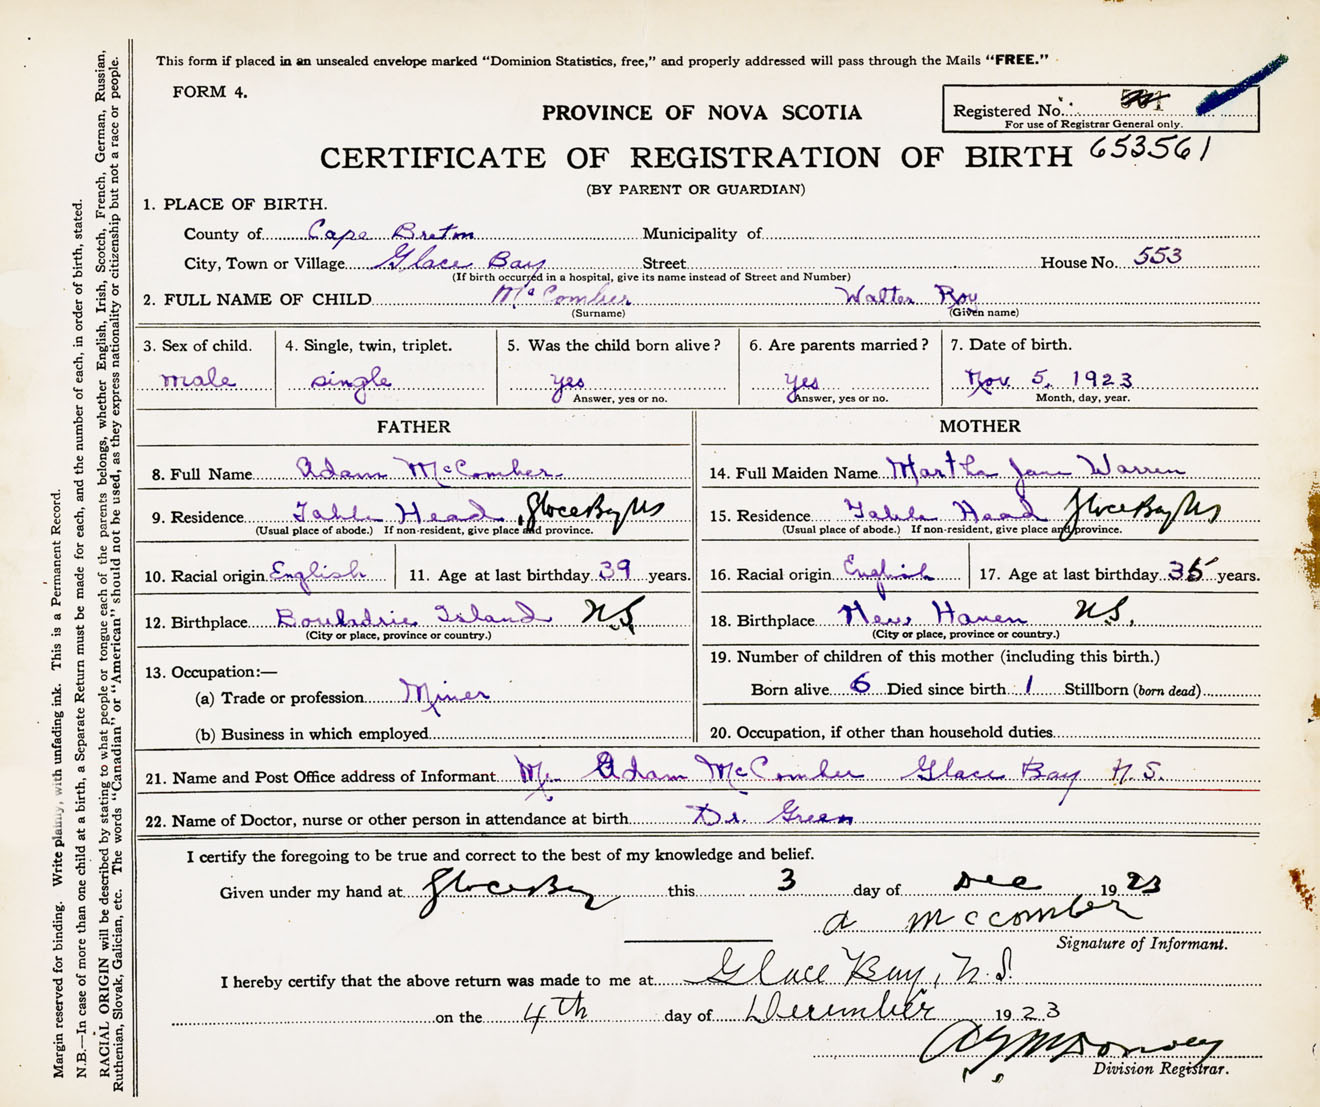 This form if placed in an unsealed envelope marked "Dominion Statistics, free," and properly addressed will pass through the Mails "FREE."
FORM 4.
PROVINCE OF NOVA SCOTIA
Registered No.
For use of Registrar General only.
CERTIFICATE OF REGISTRATION OF BIRTH 653561
(BY PARENT OR GUARDIAN)
1. PLACE OF BIRTH.
County of Cape Breton Municipality of
City, Town or Village Glace Bay Street House No. 553
(If birth occurred in a hospital, give its name instead of Street and Number)
2. FULL NAME OF CHILD McComber Walter Roy
(Surname) (Given name)
3. Sex of child. 4. Single, twin, triplet. 5. Was the child born alive? 6. Are parents married? 7. Date of birth.
male single yes yes Nov. 5, 1923
Answer, yes or no. Answer, yes or no. Month, day, year.
FATHER MOTHER
8. Full Name Adam McComber 14. Full Maiden Name Martha Jane Warren
9. Residence Table Head, Glace Bay NS 15. Residence Table Head Glace Bay NS
(Usual place of abode.) If non-resident, give place and province. (Usual place of abode.) If non-resident, give place and province.
10. Racial origin English 11. Age at last birthday 39 years. 16. Racial origin English 17. Age at last birthday 35 years.
12. Birthplace Island N.S. 18. Birthplace New Haven N.S.
(City or place, province or country.) (City or place, province or country.)
13. Occupation:— 19. Number of children of this mother (including this birth.)
(a) Trade or profession Miner Born alive 6 Died since birth 1 Stillborn (born dead)
(b) Business in which employed 20. Occupation, if other than household duties
21. Name and Post Office address of Informant Mr. Adam McComber Glace Bay N.S.
22. Name of Doctor, nurse or other person in attendance at birth Dr. Green
I certify the foregoing to be true and correct to the best of my knowledge and belief.
Given under my hand at Glace Bay this 3 day of Dec 1923
a mccomber
Signature of Informant.
I hereby certify that the above return was made to me at Glace Bay, N.S.
on the 4th day of December 1923
Division Registrar.
Margin reserved for binding. Write plainly, with unfading ink. This is a Permanent Record.
N.B.—In case of more than one child at a birth, a Separate Return must be made for each, and the number of each, in order of birth, stated.
RACIAL ORIGIN will be described by stating to what people or tongue each of the parents belongs, whether English, Irish, Scotch, French, German, Russian,
Ruthenian, Slovak, Galician, etc. The words "Canadian" or "American" should not be used, as they express nationality or citizenship but not a race or people.